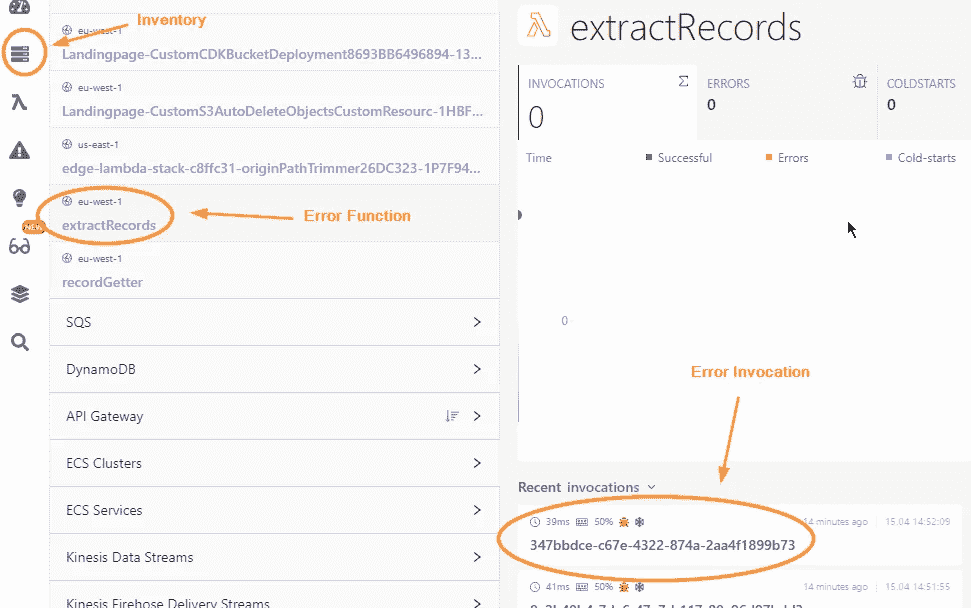 Inventory
eu-west-1
Landingpage-CustomCDKBucketDeployment8693BB6496894-13...
eu-west-1
Landingpage-CustomS3AutoDeleteObjectsCustomResourc-1HBF...
us-east-1
edge-lambda-stack-c8ffc31-originPathTrimmer26DC323-1P7F94...
eu-west-1
extractRecords
Error Function
NEW
eu-west-1
recordGetter
SQS
DynamoDB
API Gateway
ECS Clusters
ECS Services
Kinesis Data Streams
Kinesis Firehose Delivery Streams
extractRecords
INVOCATIONS
0
ERRORS
0
COLDSTARTS
0
Time
Successful
Errors
Cold-starts
0
Error Invocation
Recent invocations
39ms 50% 14 minutes ago 15.04 14:52:09
347bbdce-c67e-4322-874a-2aa4f1899b73
41ms 50% 14 minutes ago 15.04 14:51:55